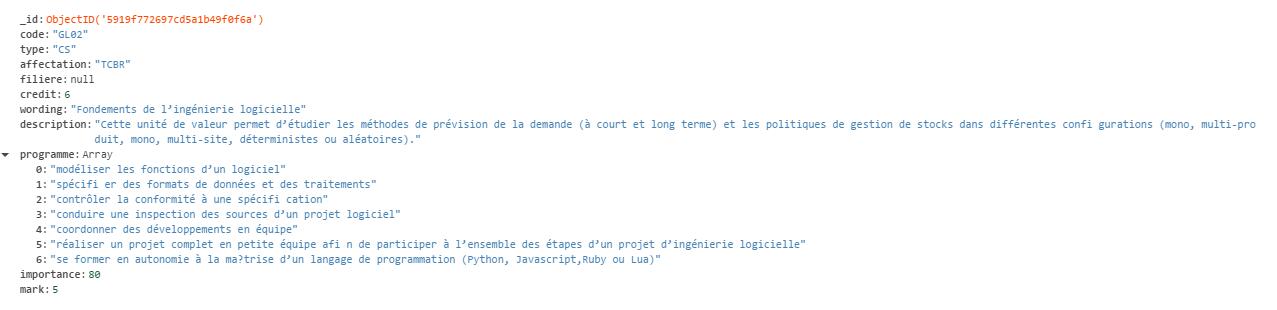 _id: ObjectID('5919f772697cd5a1b49f0f6a')
code: "GL02"
type: "CS"
affectation: "TCBR"
filiere: null
credit: 6
wording: "Fondements de l’ingénierie logicielle"
description: "Cette unité de valeur permet d’étudier les méthodes de prévision de la demande (à court et long terme) et les politiques de gestion de stocks dans différentes confi gurations (mono, multi-pro
duit, mono, multi-site, déterministes ou aléatoires)."
programme: Array
0: "modéliser les fonctions d’un logiciel"
1: "spécifi er des formats de données et des traitements"
2: "contrôler la conformité à une spécifi cation"
3: "conduire une inspection des sources d’un projet logiciel"
4: "coordonner des développements en équipe"
5: "réaliser un projet complet en petite équipe afi n de participer à l’ensemble des étapes d’un projet d’ingénierie logicielle"
6: "se former en autonomie à la ma?trise d’un langage de programmation (Python, Javascript,Ruby ou Lua)"
importance: 80
mark: 5